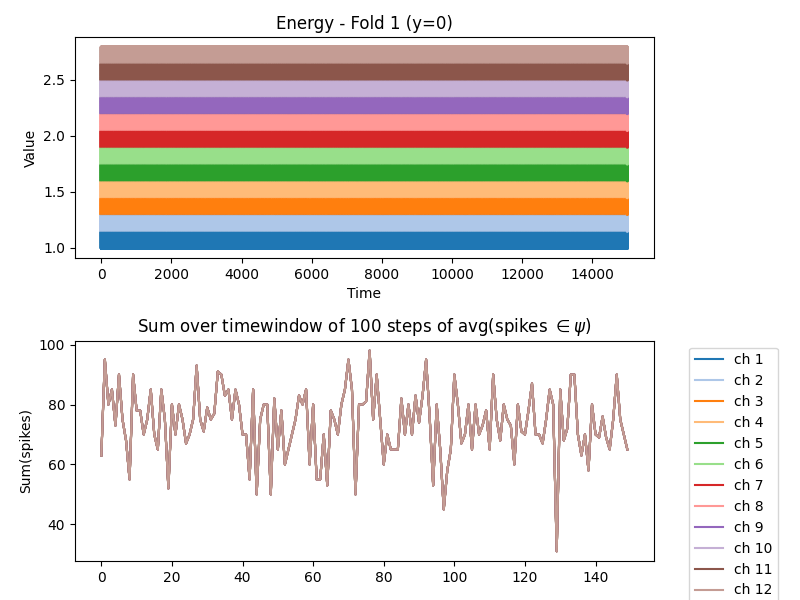 Energy - Fold 1 (y=0)
Value
2.5
2.0
1.5
1.0
0 2000 4000 6000 8000 10000 12000 14000
Time
Sum over timewindow of 100 steps of avg(spikes ∈ψ)
Sum(spikes)
100
80
60
40
0 20 40 60 80 100 120 140
ch 1
ch 2
ch 3
ch 4
ch 5
ch 6
ch 7
ch 8
ch 9
ch 10
ch 11
ch 12